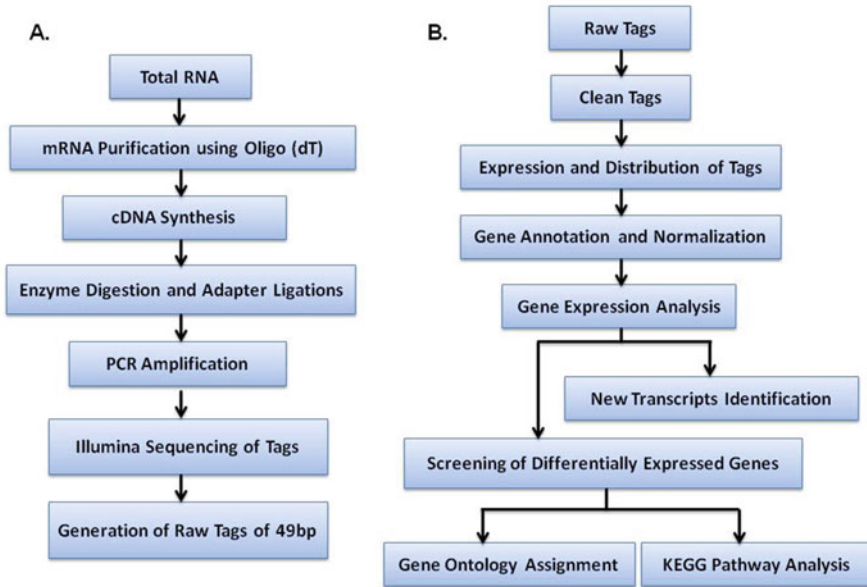 A.
Total RNA
mRNA Purification using Oligo (dT)
cDNA Synthesis
Enzyme Digestion and Adapter Ligations
PCR Amplification
Illumina Sequencing of Tags
Generation of Raw Tags of 49bp
B.
Raw Tags
Clean Tags
Expression and Distribution of Tags
Gene Annotation and Normalization
Gene Expression Analysis
New Transcripts Identification
Screening of Differentially Expressed Genes
Gene Ontology Assignment
KEGG Pathway Analysis